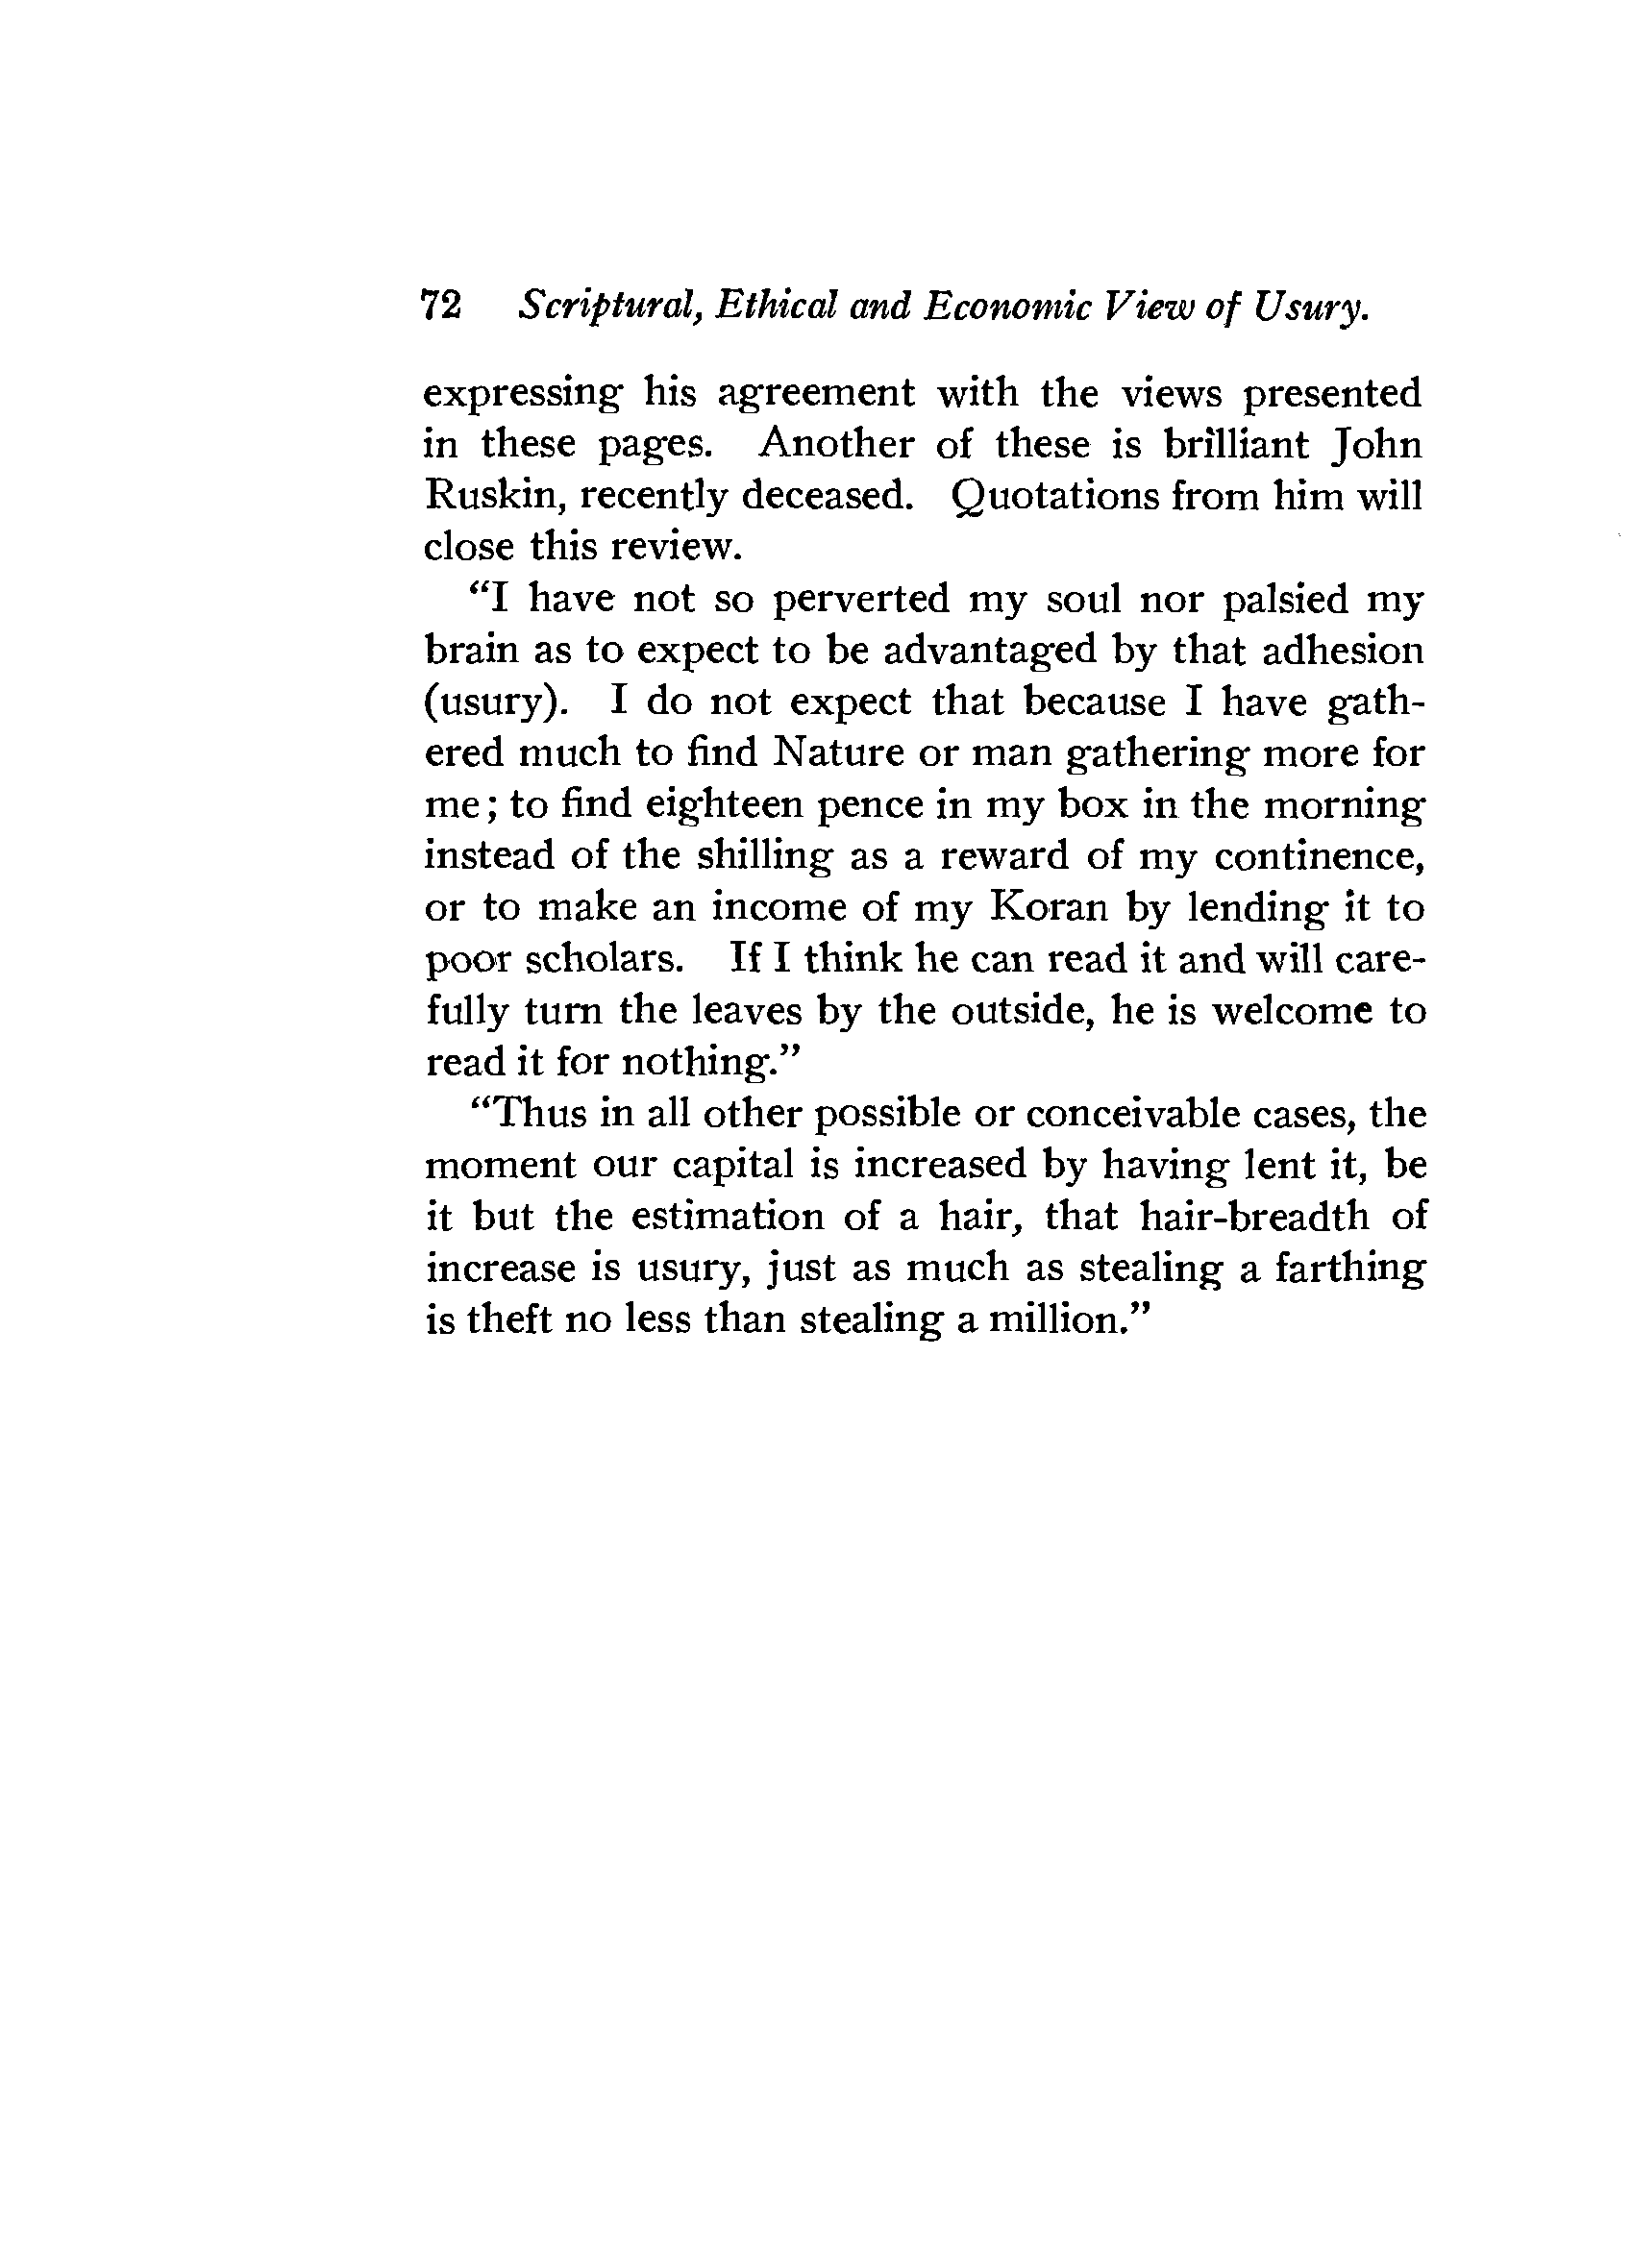 72 Scriptural, Ethical and Economic View of Usury.
expressing his agreement with the views presented
in these pages. Another of these is brilliant John
Ruskin, recently deceased. Quotations from him will
close this review.
“I have not so perverted my soul nor palsied my
brain as to expect to be advantaged by that adhesion
(usury). I do not expect that because I have gath-
ered much to find Nature or man gathering more for
me; to find eighteen pence in my box in the morning
instead of the shilling as a reward of my continence,
or to make an income of my Koran by lending it to
poor scholars. If I think he can read it and will care-
fully turn the leaves by the outside, he is welcome to
read it for nothing.”
“Thus in all other possible or conceivable cases, the
moment our capital is increased by having lent it, be
it but the estimation of a hair, that hair-breadth of
increase is usury, just as much as stealing a farthing
is theft no less than stealing a million.”